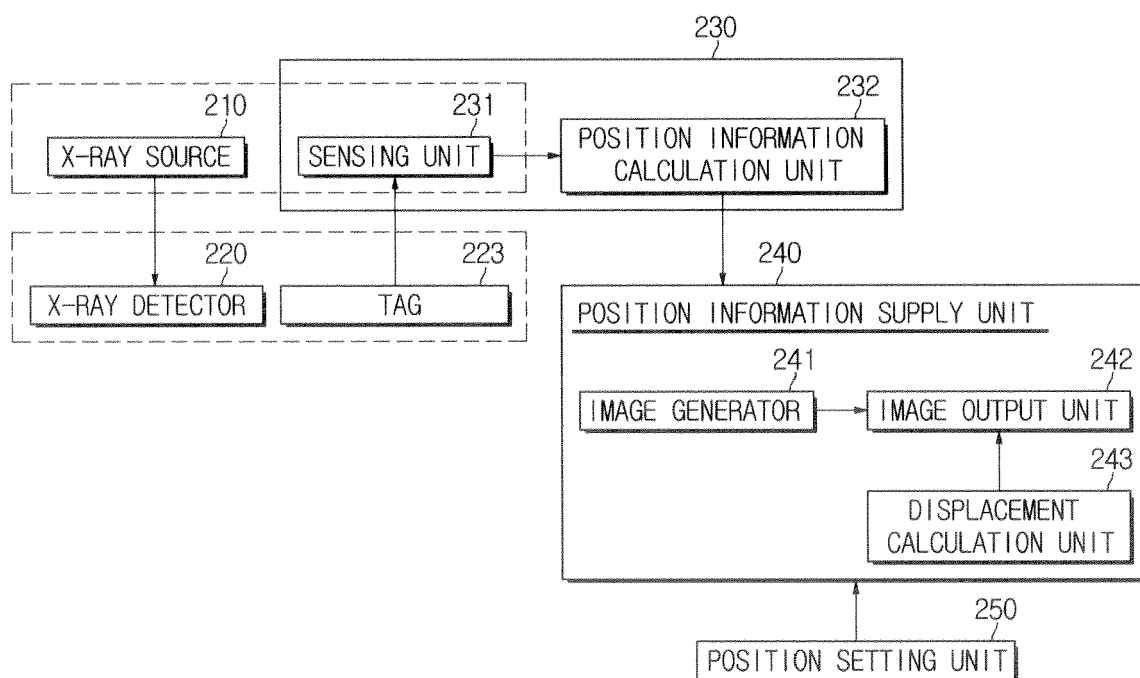 230
210
231
232
X-RAY SOURCE
SENSING UNIT
POSITION INFORMATION
CALCULATION UNIT
220
223
240
X-RAY DETECTOR
TAG
POSITION INFORMATION SUPPLY UNIT
241
242
IMAGE GENERATOR
IMAGE OUTPUT UNIT
243
DISPLACEMENT
CALCULATION UNIT
250
POSITION SETTING UNIT